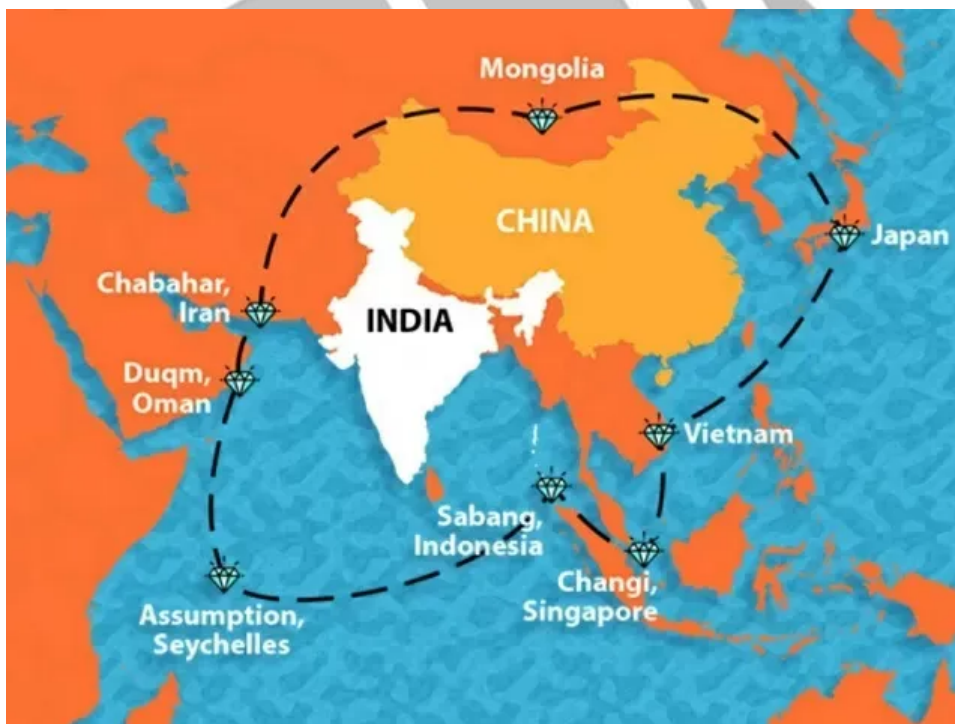 Mongolia
CHINA
Japan
Chabahar,
Iran
INDIA
Duqm,
Oman
Vietnam
Sabang,
Indonesia
Changi,
Singapore
Assumption,
Seychelles